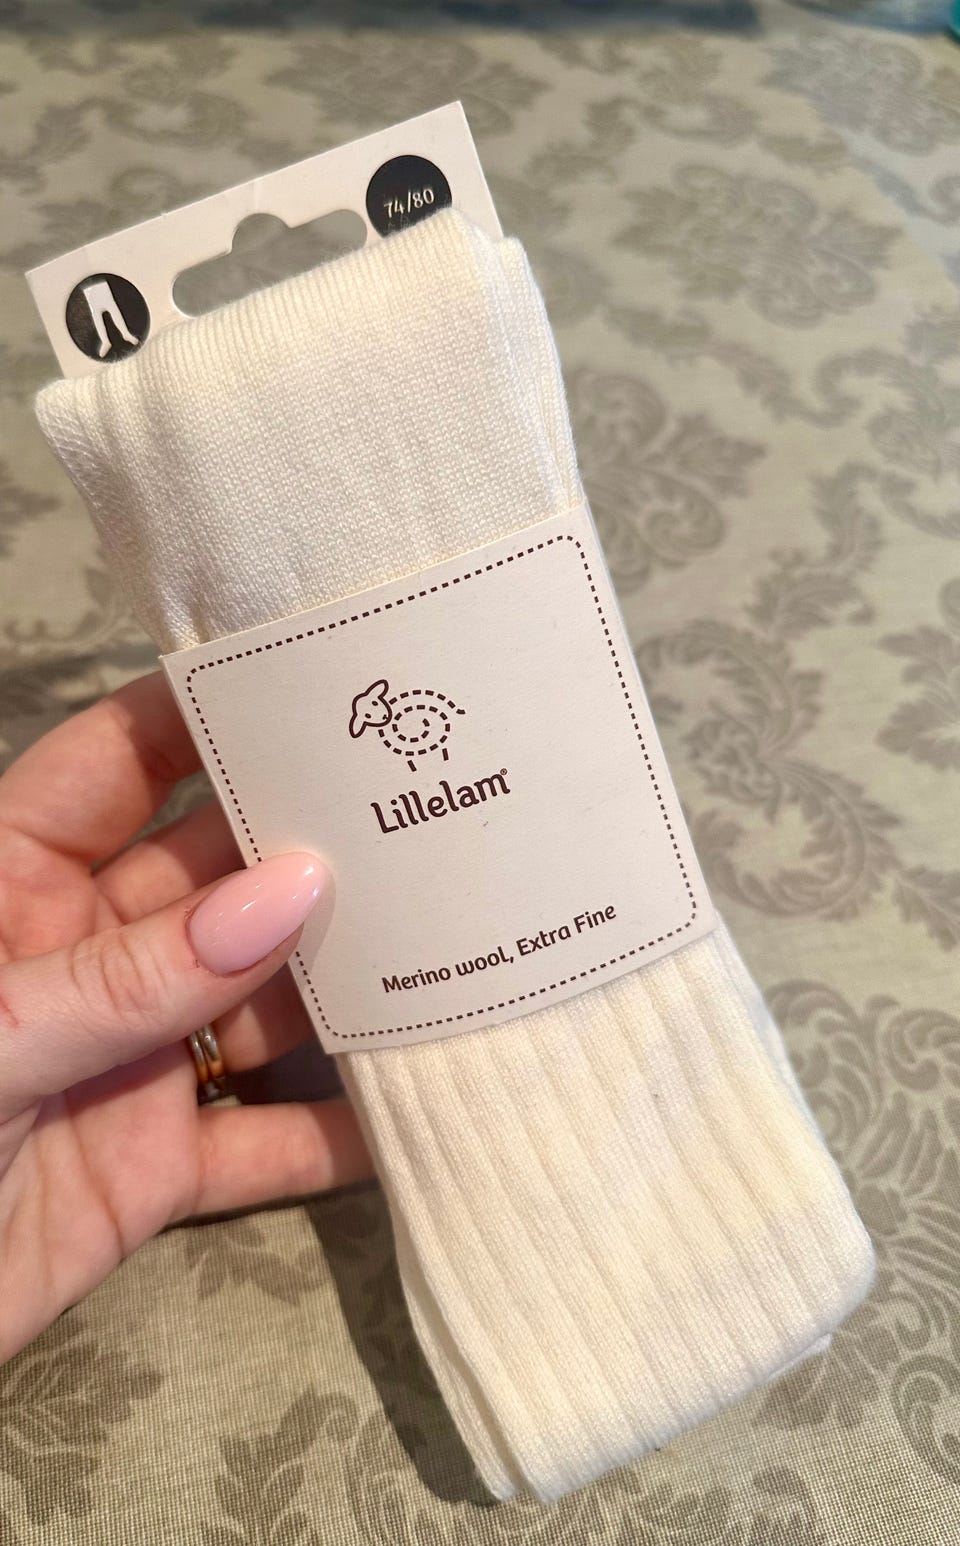 74/80
Lillelam®
Merino wool, Extra Fine